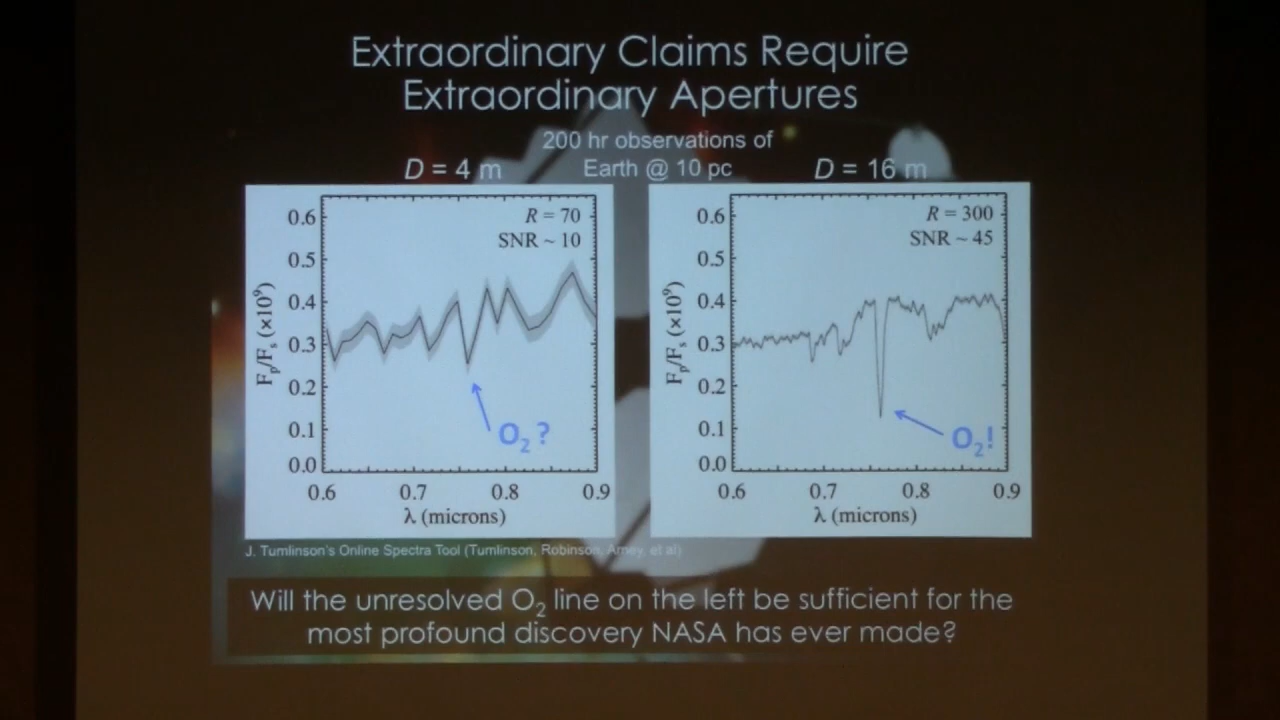 Extraordinary Claims Require
Extraordinary Apertures
200 hr observations of
Earth @ 10 pc
D = 4 m
D = 16 m
R = 70
SNR ~ 10
0.6
0.5
0.4
0.3
0.2
0.1
0.0
Fp/Fs (×10⁹)
O₂ ?
0.6 0.7 0.8 0.9
λ (microns)
R = 300
SNR ~ 45
0.6
0.5
0.4
0.3
0.2
0.1
0.0
Fp/Fs (×10⁹)
O₂!
0.6 0.7 0.8 0.9
λ (microns)
J. Tumlinson's Online Spectra Tool (Tumlinson, Robinson, Arney, et al)
Will the unresolved O₂ line on the left be sufficient for the
most profound discovery NASA has ever made?